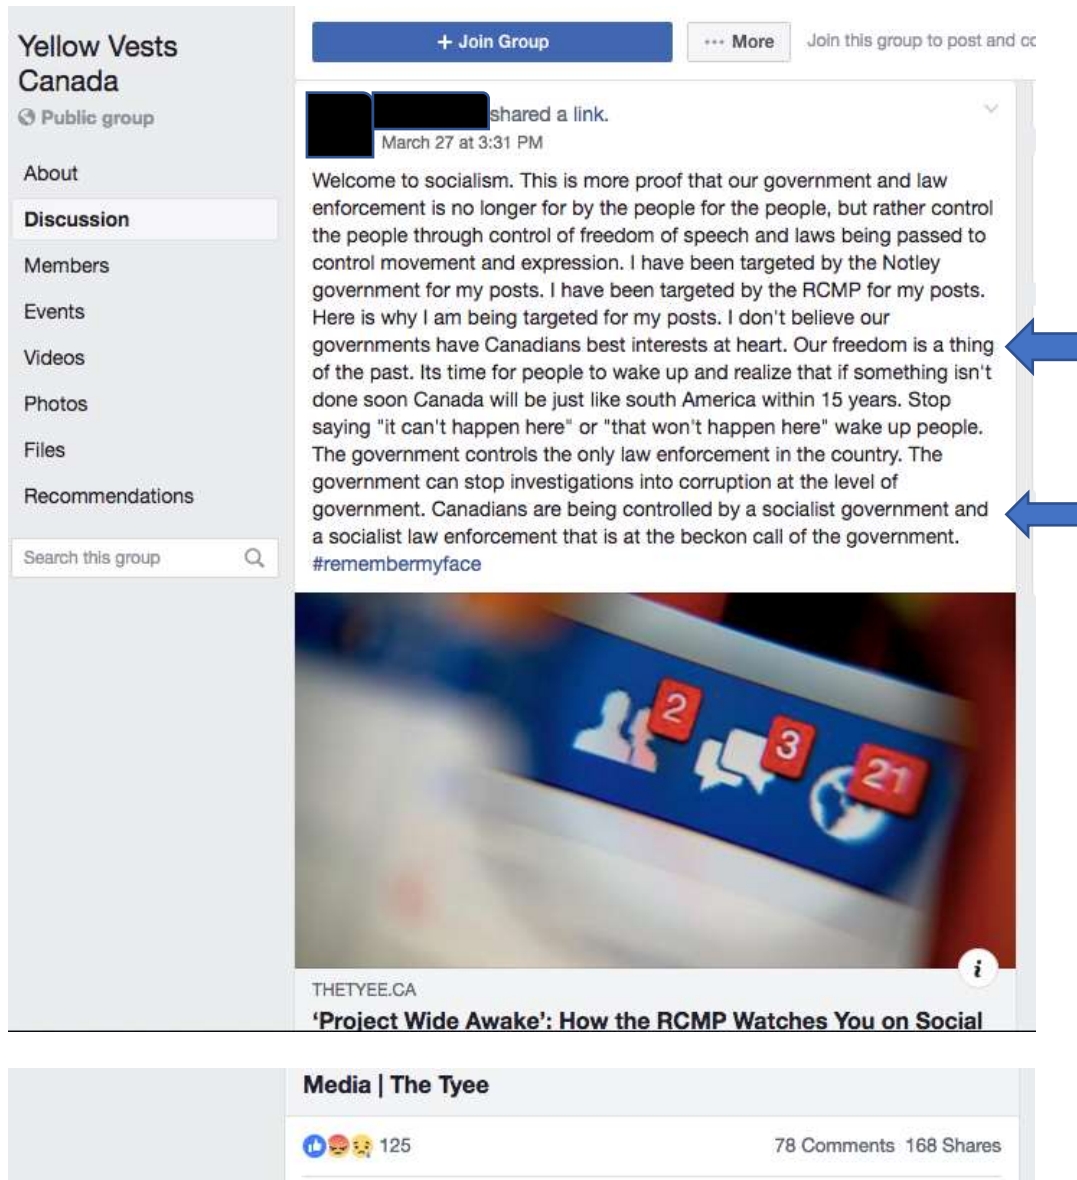 Yellow Vests
Canada
Public group
About
Discussion
Members
Events
Videos
Photos
Files
Recommendations
Search this group
+ Join Group
••• More
Join this group to post and co
shared a link.
March 27 at 3:31 PM
Welcome to socialism. This is more proof that our government and law
enforcement is no longer for by the people for the people, but rather control
the people through control of freedom of speech and laws being passed to
control movement and expression. I have been targeted by the Notley
government for my posts. I have been targeted by the RCMP for my posts.
Here is why I am being targeted for my posts. I don't believe our
governments have Canadians best interests at heart. Our freedom is a thing
of the past. Its time for people to wake up and realize that if something isn't
done soon Canada will be just like south America within 15 years. Stop
saying "it can't happen here" or "that won't happen here" wake up people.
The government controls the only law enforcement in the country. The
government can stop investigations into corruption at the level of
government. Canadians are being controlled by a socialist government and
a socialist law enforcement that is at the beckon call of the government.
#remembermyface
2
3
21
i
THETYEE.CA
‘Project Wide Awake’: How the RCMP Watches You on Social
Media | The Tyee
125
78 Comments 168 Shares